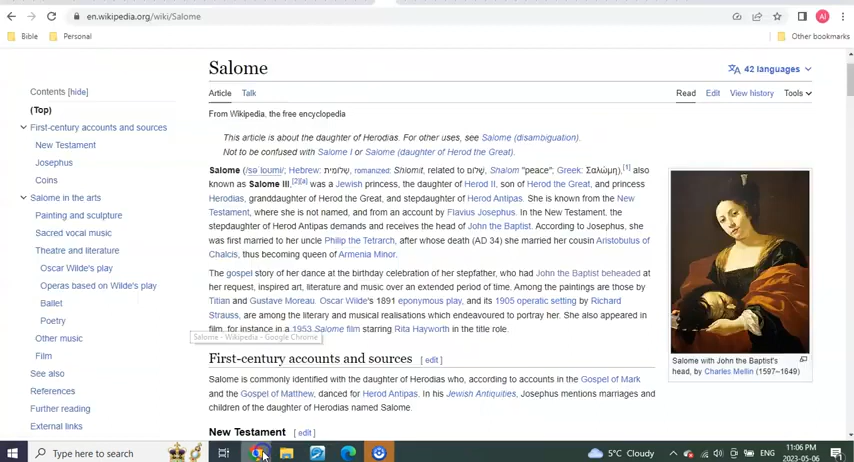 en.wikipedia.org/wiki/Salome
AI
Bible
Personal
Other bookmarks
Salome
42 languages
Article
Talk
Read
Edit
View history
Tools
From Wikipedia, the free encyclopedia
Contents [hide]
(Top)
First-century accounts and sources
New Testament
Josephus
Coins
Salome in the arts
Painting and sculpture
Sacred vocal music
Theatre and literature
Oscar Wilde's play
Operas based on Wilde's play
Ballet
Poetry
Other music
Film
See also
References
Further reading
External links
This article is about the daughter of Herodias. For other uses, see Salome (disambiguation).
Not to be confused with Salome I or Salome (daughter of Herod the Great).
Salome (/səˈloʊmi/; Hebrew: שלומית, romanized: Shlomit, related to שָׁלוֹם, Shalom "peace"; Greek: Σαλώμη),[1] also
known as Salome III,[2][a] was a Jewish princess, the daughter of Herod II, son of Herod the Great, and princess
Herodias, granddaughter of Herod the Great, and stepdaughter of Herod Antipas. She is known from the New
Testament, where she is not named, and from an account by Flavius Josephus. In the New Testament, the
stepdaughter of Herod Antipas demands and receives the head of John the Baptist. According to Josephus, she
was first married to her uncle Philip the Tetrarch, after whose death (AD 34) she married her cousin Aristobulus of
Chalcis, thus becoming queen of Armenia Minor.
The gospel story of her dance at the birthday celebration of her stepfather, who had John the Baptist beheaded at
her request, inspired art, literature and music over an extended period of time. Among the paintings are those by
Titian and Gustave Moreau. Oscar Wilde's 1891 eponymous play, and its 1905 operatic setting by Richard
Strauss, are among the literary and musical realisations which endeavoured to portray her. She also appeared in
film, for instance in a 1953 Salome film starring Rita Hayworth in the title role.
Salome - Wikipedia - Google Chrome
Salome with John the Baptist's
head, by Charles Mellin (1597–1649)
First-century accounts and sources [ edit ]
Salome is commonly identified with the daughter of Herodias who, according to accounts in the Gospel of Mark
and the Gospel of Matthew, danced for Herod Antipas. In his Jewish Antiquities, Josephus mentions marriages and
children of the daughter of Herodias named Salome.
New Testament [ edit ]
Type here to search
5°C Cloudy
ENG
11:06 PM
2023-05-06